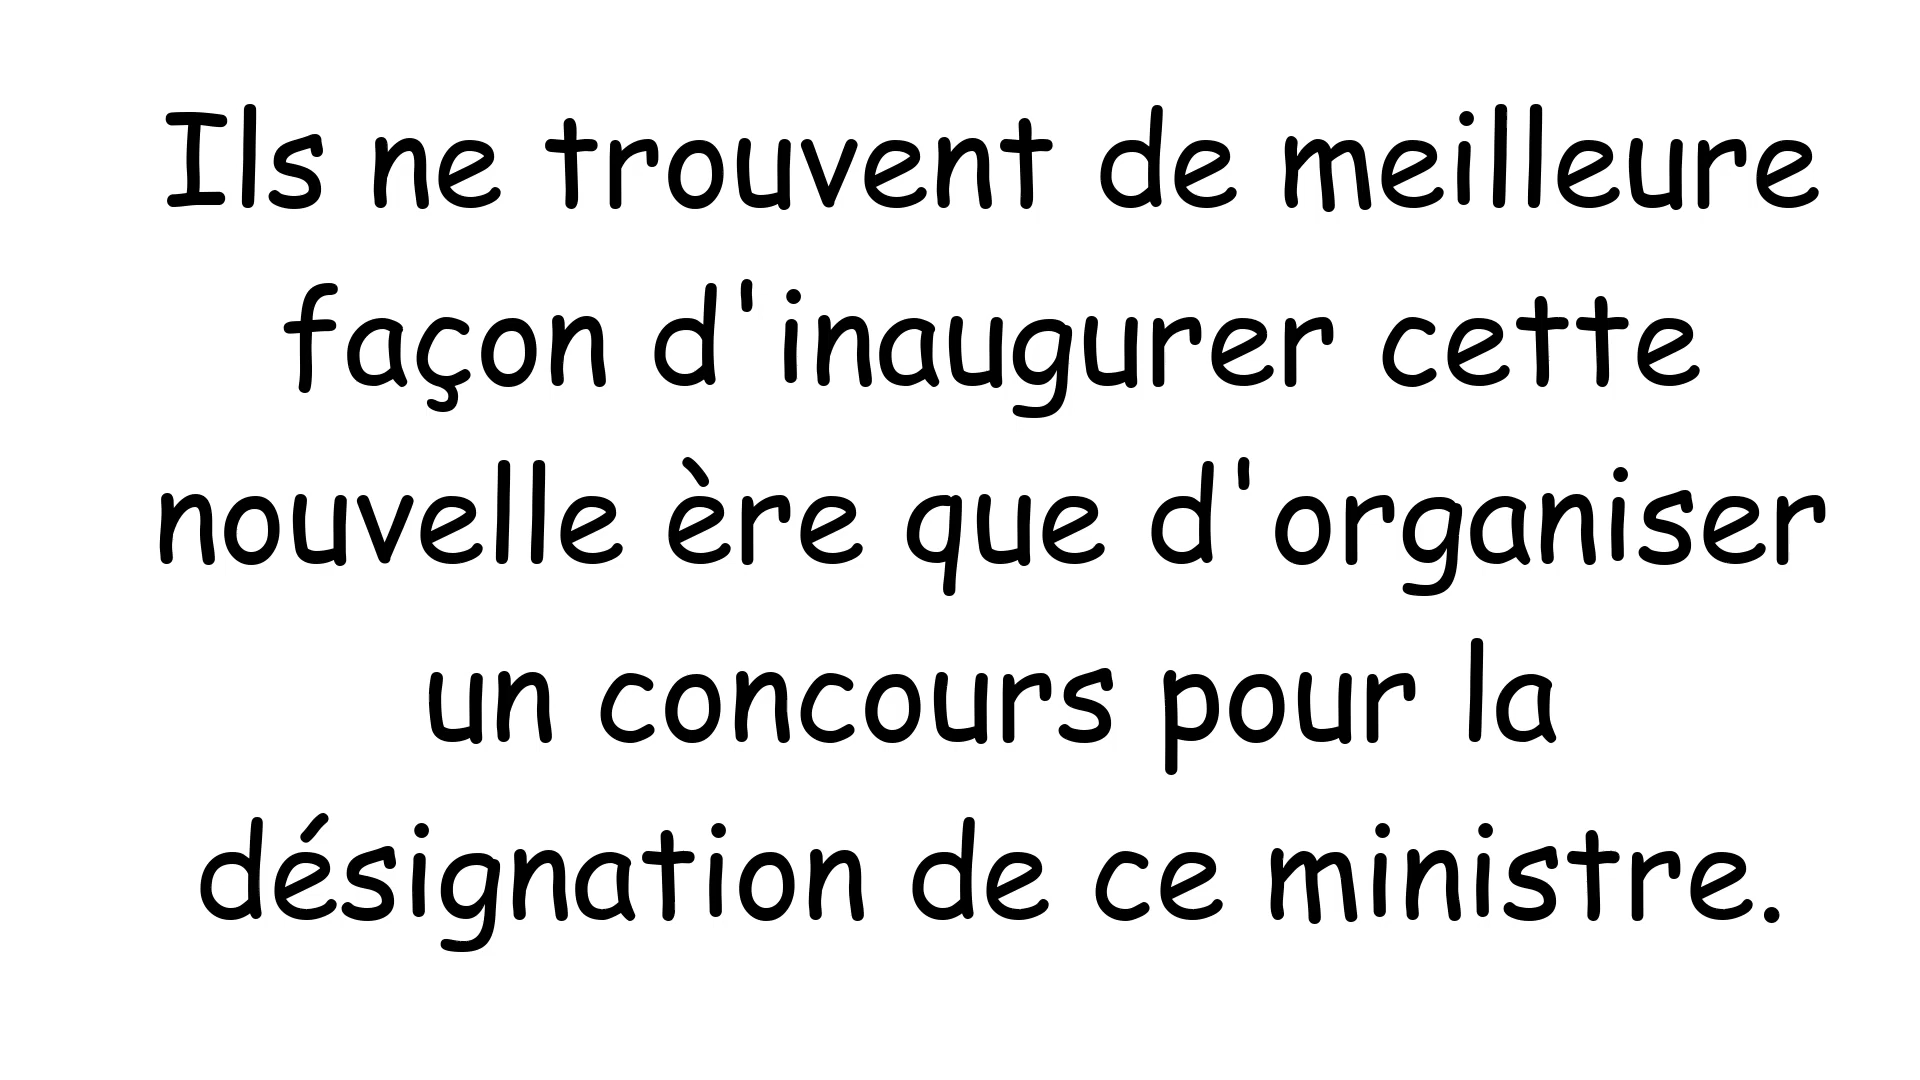 Ils ne trouvent de meilleure
façon d'inaugurer cette
nouvelle ère que d'organiser
un concours pour la
désignation de ce ministre.